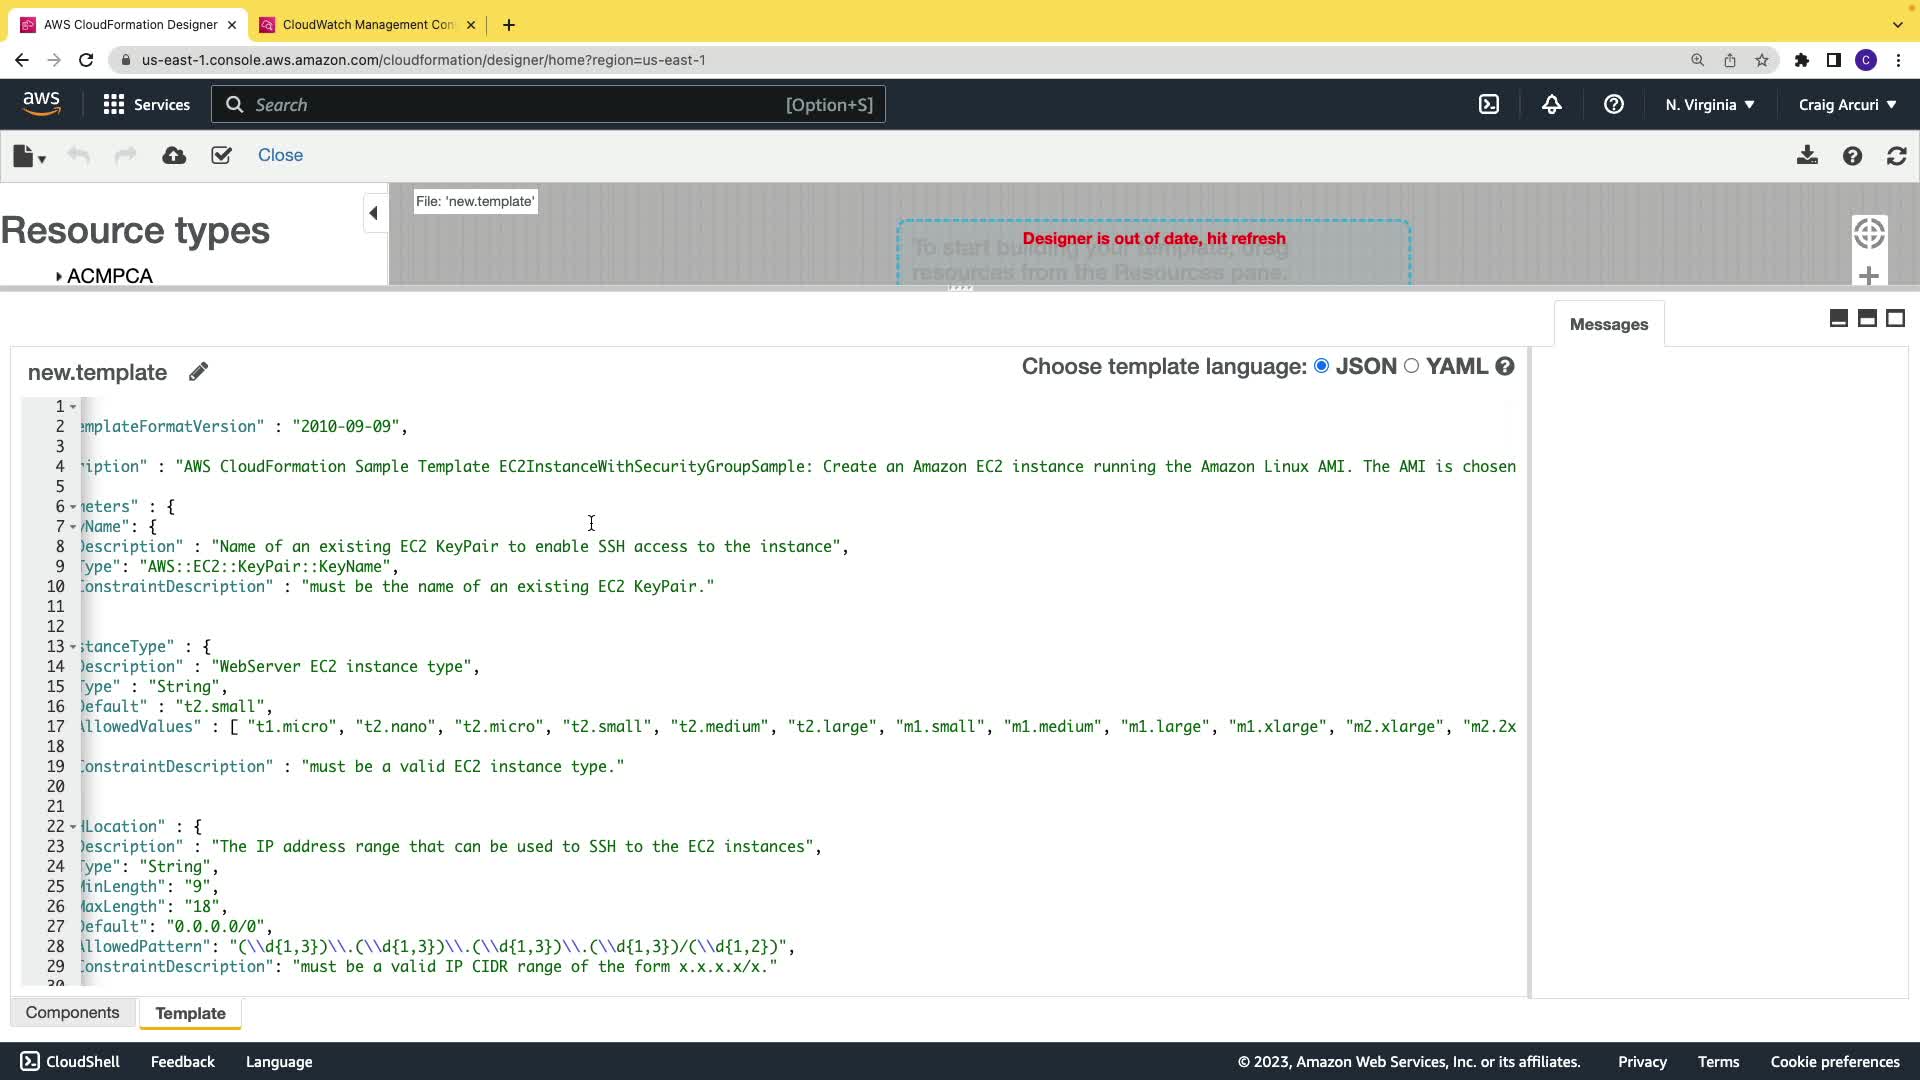 AWS CloudFormation Designer
CloudWatch Management Con
us-east-1.console.aws.amazon.com/cloudformation/designer/home?region=us-east-1
C
aws
Services
Search
[Option+S]
N. Virginia
Craig Arcuri
Close
Resource types
ACMPCA
File: 'new.template'
To start building your template, drag
Designer is out of date, hit refresh
resources from the Resources pane.
Messages
new.template
Choose template language: JSON YAML
1
2 emplateFormatVersion" : "2010-09-09",
3
4 ription" : "AWS CloudFormation Sample Template EC2InstanceWithSecurityGroupSample: Create an Amazon EC2 instance running the Amazon Linux AMI. The AMI is chosen
5
6 meters" : {
7 yName": {
8 Description" : "Name of an existing EC2 KeyPair to enable SSH access to the instance",
9 Type": "AWS::EC2::KeyPair::KeyName",
10 ConstraintDescription" : "must be the name of an existing EC2 KeyPair."
11
12
13 stanceType" : {
14 Description" : "WebServer EC2 instance type",
15 Type" : "String",
16 Default" : "t2.small",
17 AllowedValues" : [ "t1.micro", "t2.nano", "t2.micro", "t2.small", "t2.medium", "t2.large", "m1.small", "m1.medium", "m1.large", "m1.xlarge", "m2.xlarge", "m2.2x
18
19 ConstraintDescription" : "must be a valid EC2 instance type."
20
21
22 HLocation" : {
23 Description" : "The IP address range that can be used to SSH to the EC2 instances",
24 Type": "String",
25 MinLength": "9",
26 MaxLength": "18",
27 Default": "0.0.0.0/0",
28 AllowedPattern": "(\\d{1,3})\\.(\\d{1,3})\\.(\\d{1,3})\\.(\\d{1,3})/(\\d{1,2})",
29 ConstraintDescription": "must be a valid IP CIDR range of the form x.x.x.x/x."
30
Components
Template
CloudShell
Feedback
Language
© 2023, Amazon Web Services, Inc. or its affiliates.
Privacy
Terms
Cookie preferences